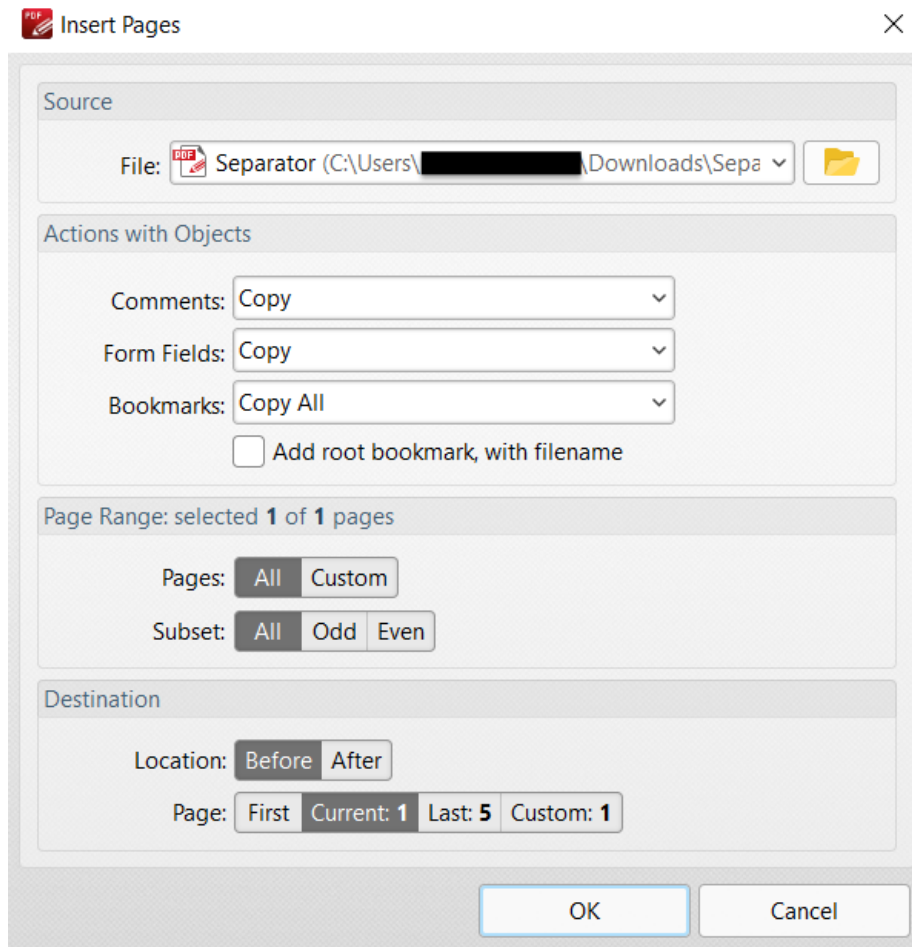 PDF Insert Pages
Source
File: PDF Separator (C:\Users\ \Downloads\Sepa
Actions with Objects
Comments: Copy
Form Fields: Copy
Bookmarks: Copy All
Add root bookmark, with filename
Page Range: selected 1 of 1 pages
Pages: All Custom
Subset: All Odd Even
Destination
Location: Before After
Page: First Current: 1 Last: 5 Custom: 1
OK Cancel